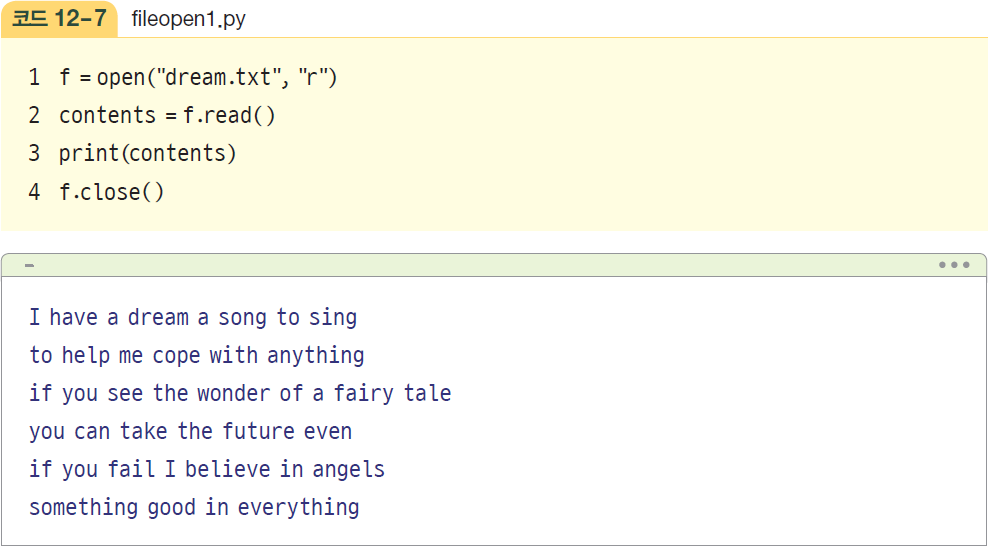 코드 12-7 fileopen1.py
1 f = open("dream.txt", "r")
2 contents = f.read()
3 print(contents)
4 f.close()
I have a dream a song to sing
to help me cope with anything
if you see the wonder of a fairy tale
you can take the future even
if you fail I believe in angels
something good in everything